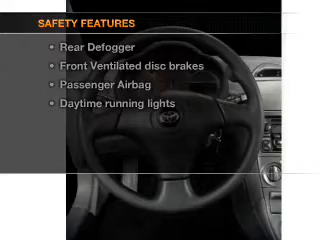 SAFETY FEATURES
• Rear Defogger
• Front Ventilated disc brakes
• Passenger Airbag
• Daytime running lights